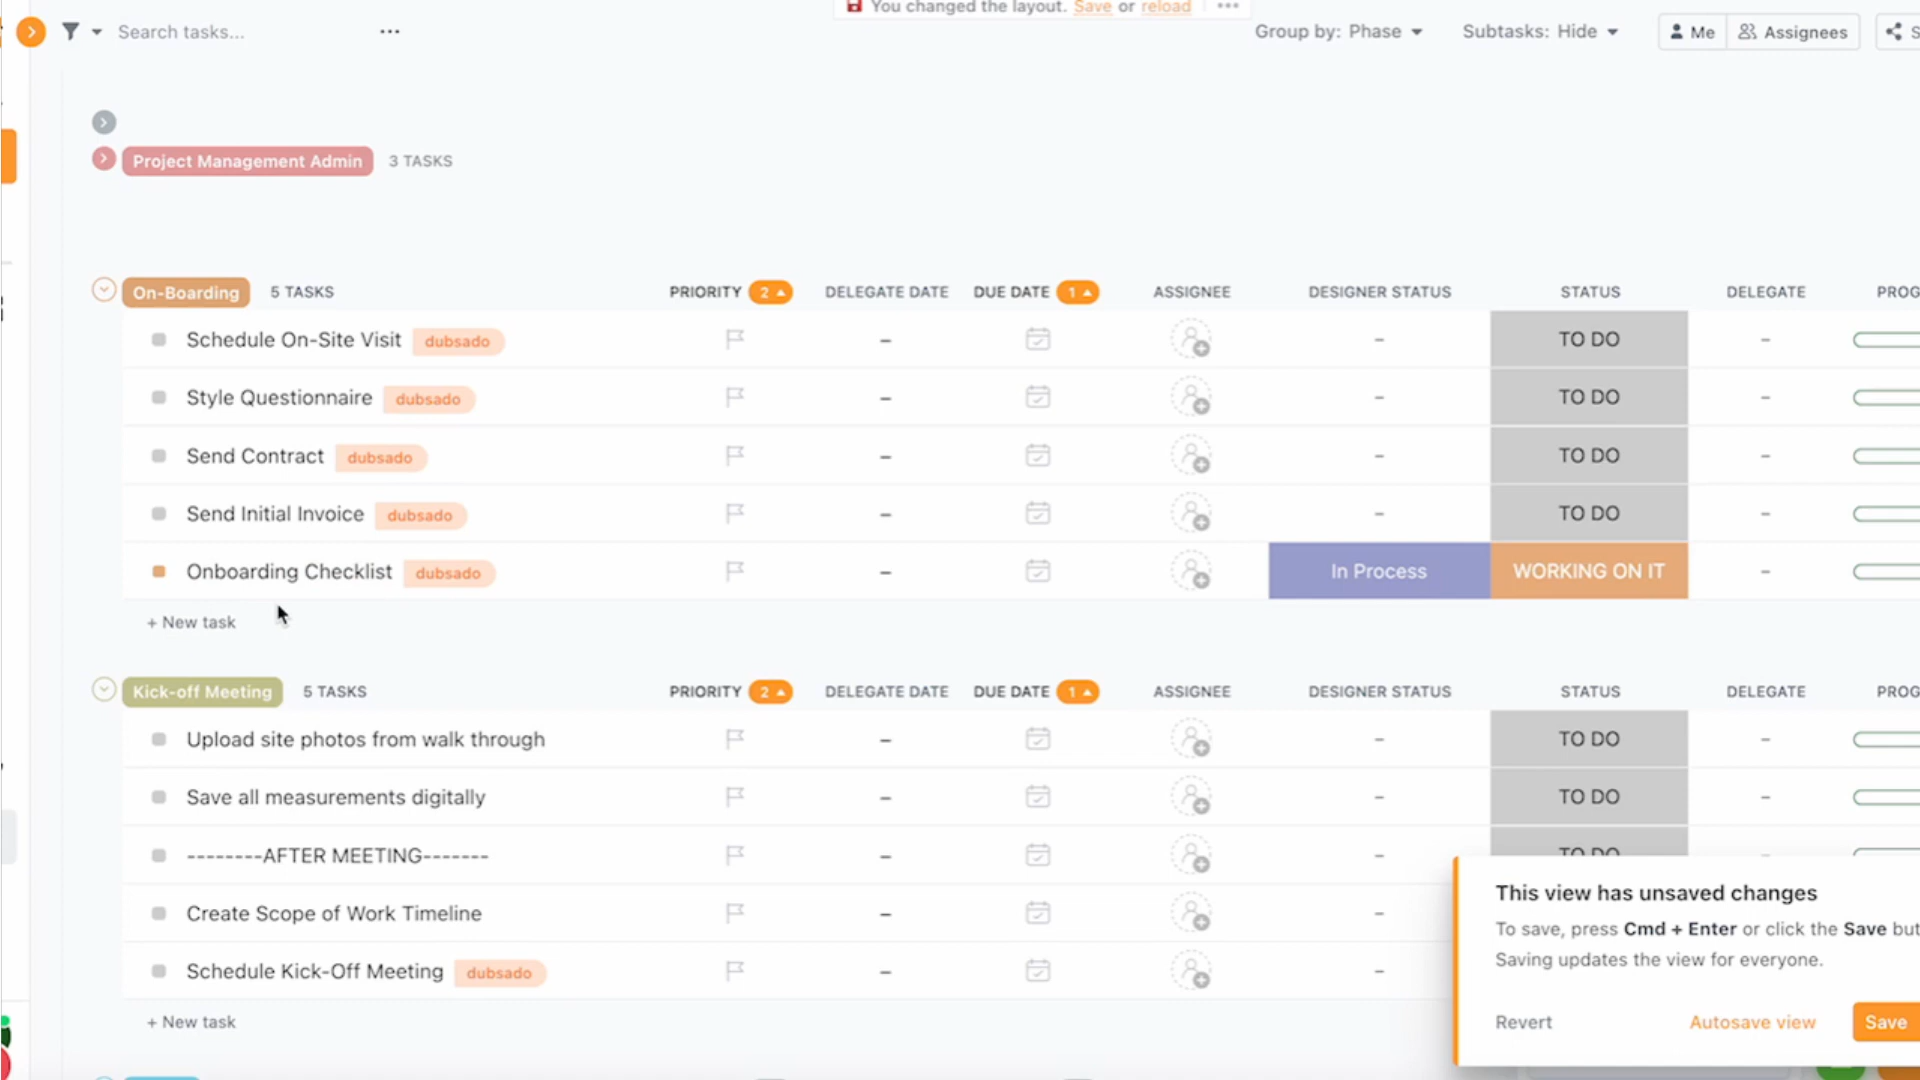 You changed the layout. Save or reload
Search tasks...
Group by: Phase
Subtasks: Hide
Me
Assignees
Project Management Admin 3 TASKS
On-Boarding 5 TASKS PRIORITY 2 DELEGATE DATE DUE DATE 1 ASSIGNEE DESIGNER STATUS STATUS DELEGATE PROG
Schedule On-Site Visit dubsado – – TO DO –
Style Questionnaire dubsado – – TO DO –
Send Contract dubsado – – TO DO –
Send Initial Invoice dubsado – – TO DO –
Onboarding Checklist dubsado – In Process WORKING ON IT –
+ New task
Kick-off Meeting 5 TASKS PRIORITY 2 DELEGATE DATE DUE DATE 1 ASSIGNEE DESIGNER STATUS STATUS DELEGATE PROG
Upload site photos from walk through – – TO DO –
Save all measurements digitally – – TO DO –
--------AFTER MEETING------- – – TO DO
Create Scope of Work Timeline – –
Schedule Kick-Off Meeting dubsado – –
+ New task
This view has unsaved changes
To save, press Cmd + Enter or click the Save but
Saving updates the view for everyone.
Revert Autosave view Save